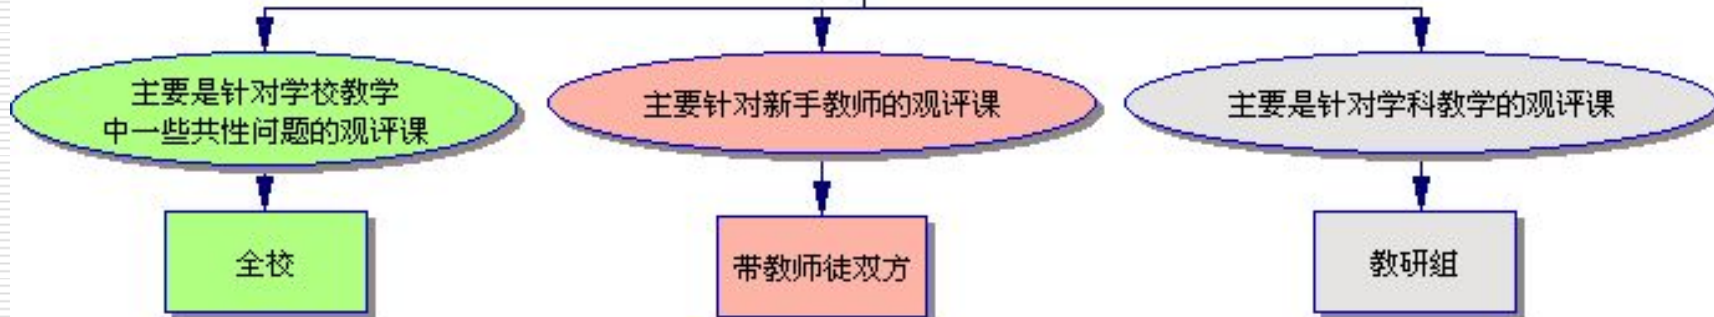 主要是针对学校教学
中一些共性问题的观评课
主要针对新手教师的观评课
主要是针对学科教学的观评课
全校
带教师徒双方
教研组